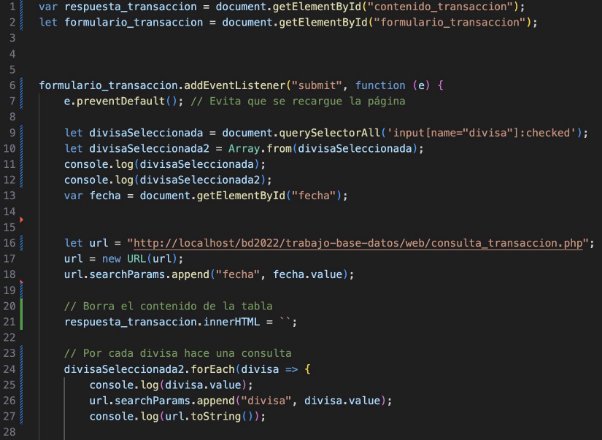 1 var respuesta_transaccion = document.getElementById("contenido_transaccion");
2 let formulario_transaccion = document.getElementById("formulario_transaccion");
3
4
5
6 formulario_transaccion.addEventListener("submit", function (e) {
7     e.preventDefault(); // Evita que se recargue la página
8
9     let divisaSeleccionada = document.querySelectorAll('input[name="divisa"]:checked');
10     let divisaSeleccionada2 = Array.from(divisaSeleccionada);
11     console.log(divisaSeleccionada);
12     console.log(divisaSeleccionada2);
13     var fecha = document.getElementById("fecha");
14
15
16     let url = "http://localhost/bd2022/trabajo-base-datos/web/consulta_transaccion.php";
17     url = new URL(url);
18     url.searchParams.append("fecha", fecha.value);
19
20     // Borra el contenido de la tabla
21     respuesta_transaccion.innerHTML = ``;
22
23     // Por cada divisa hace una consulta
24     divisaSeleccionada2.forEach(divisa => {
25         console.log(divisa.value);
26         url.searchParams.append("divisa", divisa.value);
27         console.log(url.toString());
28